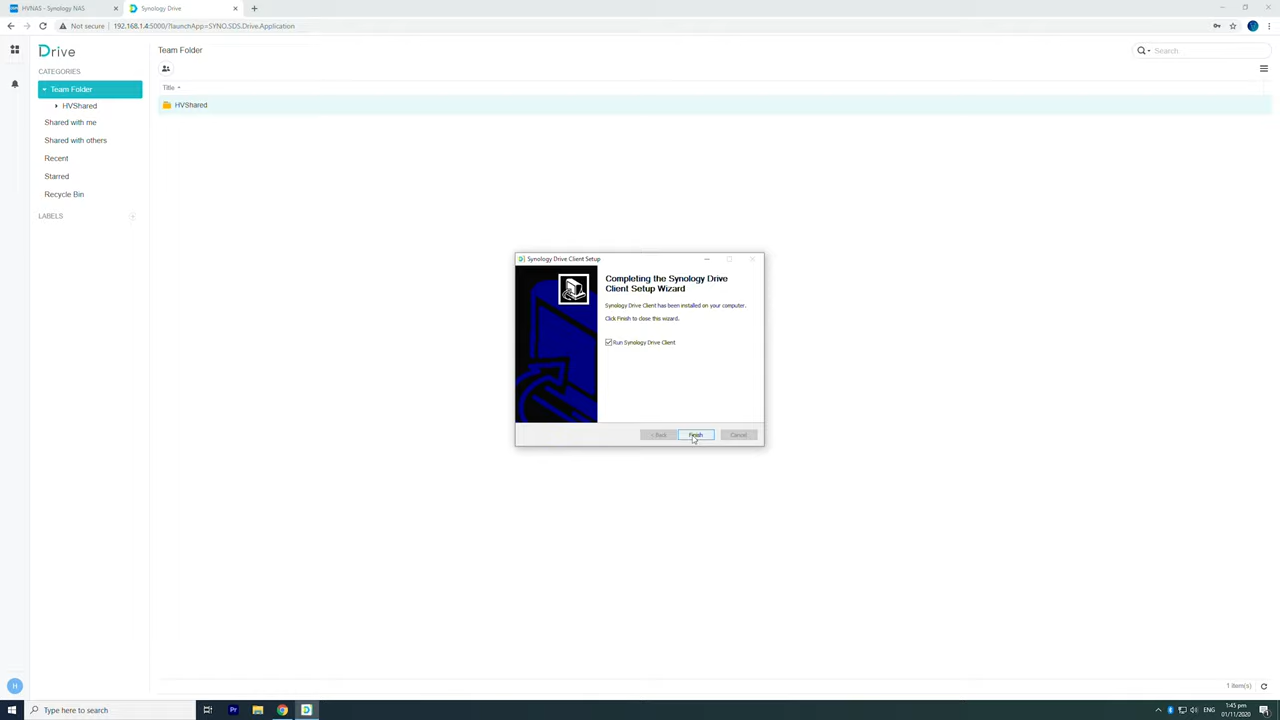 HVNAS - Synology NAS
Synology Drive
Not secure
192.168.1.4:5000/?launchApp=SYNO.SDS.Drive.Application
Drive
Team Folder
Search
CATEGORIES
Team Folder
HVShared
Shared with me
Shared with others
Recent
Starred
Recycle Bin
LABELS
Title
HVShared
Synology Drive Client Setup
Completing the Synology Drive
Client Setup Wizard
Synology Drive Client has been installed on your computer.
Click Finish to close this wizard.
Run Synology Drive Client
< Back
Finish
Cancel
H
1 item(s)
Type here to search
Pr
ENG
1:45 pm
01/11/2020